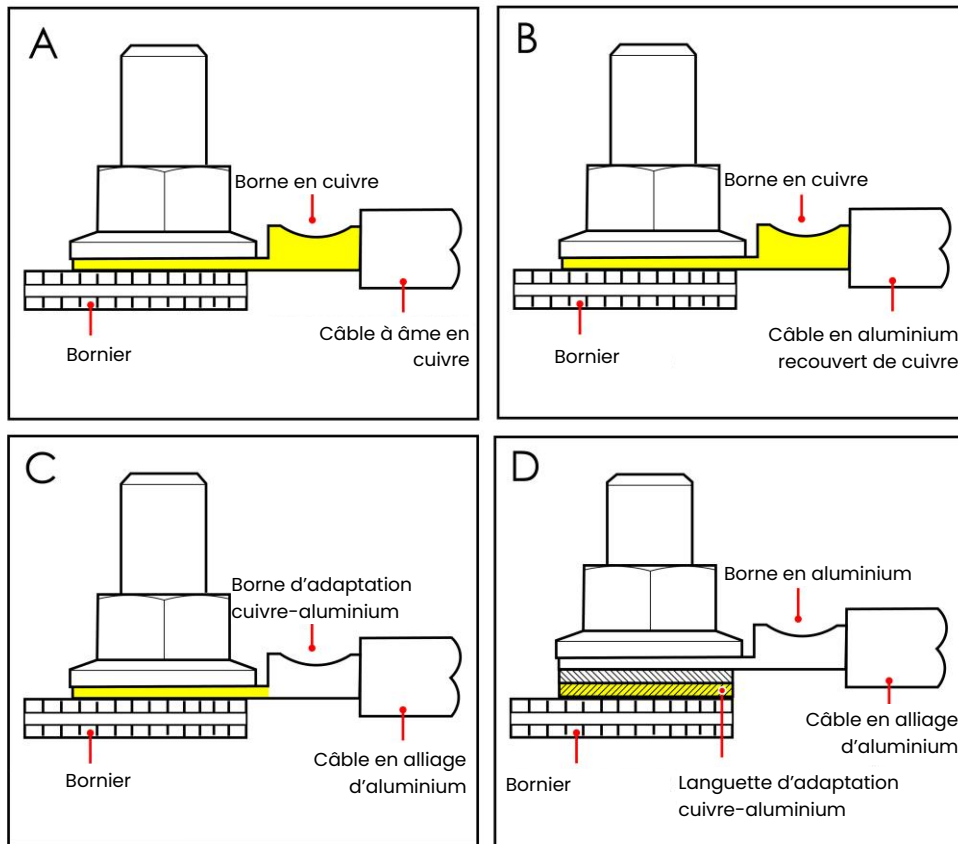 A
Borne en cuivre
Bornier
Câble à âme en
cuivre
B
Borne en cuivre
Bornier
Câble en aluminium
recouvert de cuivre
C
Borne d'adaptation
cuivre-aluminium
Bornier
Câble en alliage
d'aluminium
D
Borne en aluminium
Bornier
Câble en alliage
d'aluminium
Languette d'adaptation
cuivre-aluminium